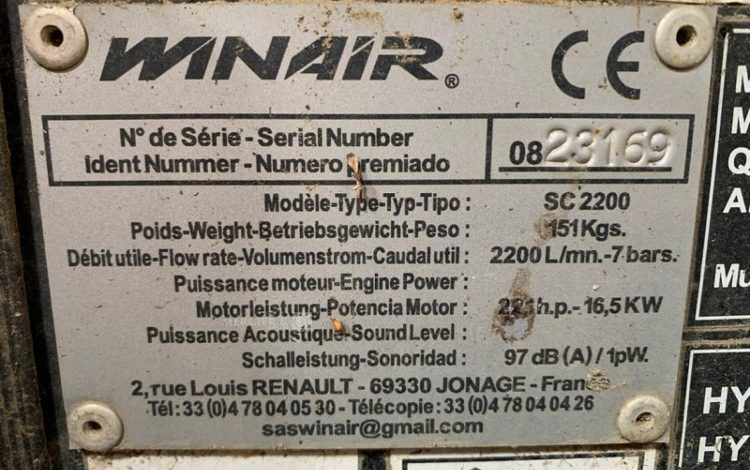 WINAIR® CE
N° de Série - Serial Number
Ident Nummer - Numero premiado
0823169
Modèle-Type-Typ-Tipo : SC 2200
Poids-Weight-Betriebsgewicht-Peso : 151Kgs.
Débit utile-Flow rate-Volumenstrom-Caudal util : 2200 L/mn.-7 bars.
Puissance moteur-Engine Power :
Motorleistung-Potencia Motor : h.p.- 16,5 KW
Puissance Acoustique-Sound Level :
Schalleistung-Sonoridad : 97 dB (A) / 1pW.
2, rue Louis RENAULT - 69330 JONAGE - France
Tél : 33 (0)4 78 04 05 30 - Télécopie : 33 (0)4 78 04 04 26
saswinair@gmail.com
M
M
Q
A
Mu
HY
HY